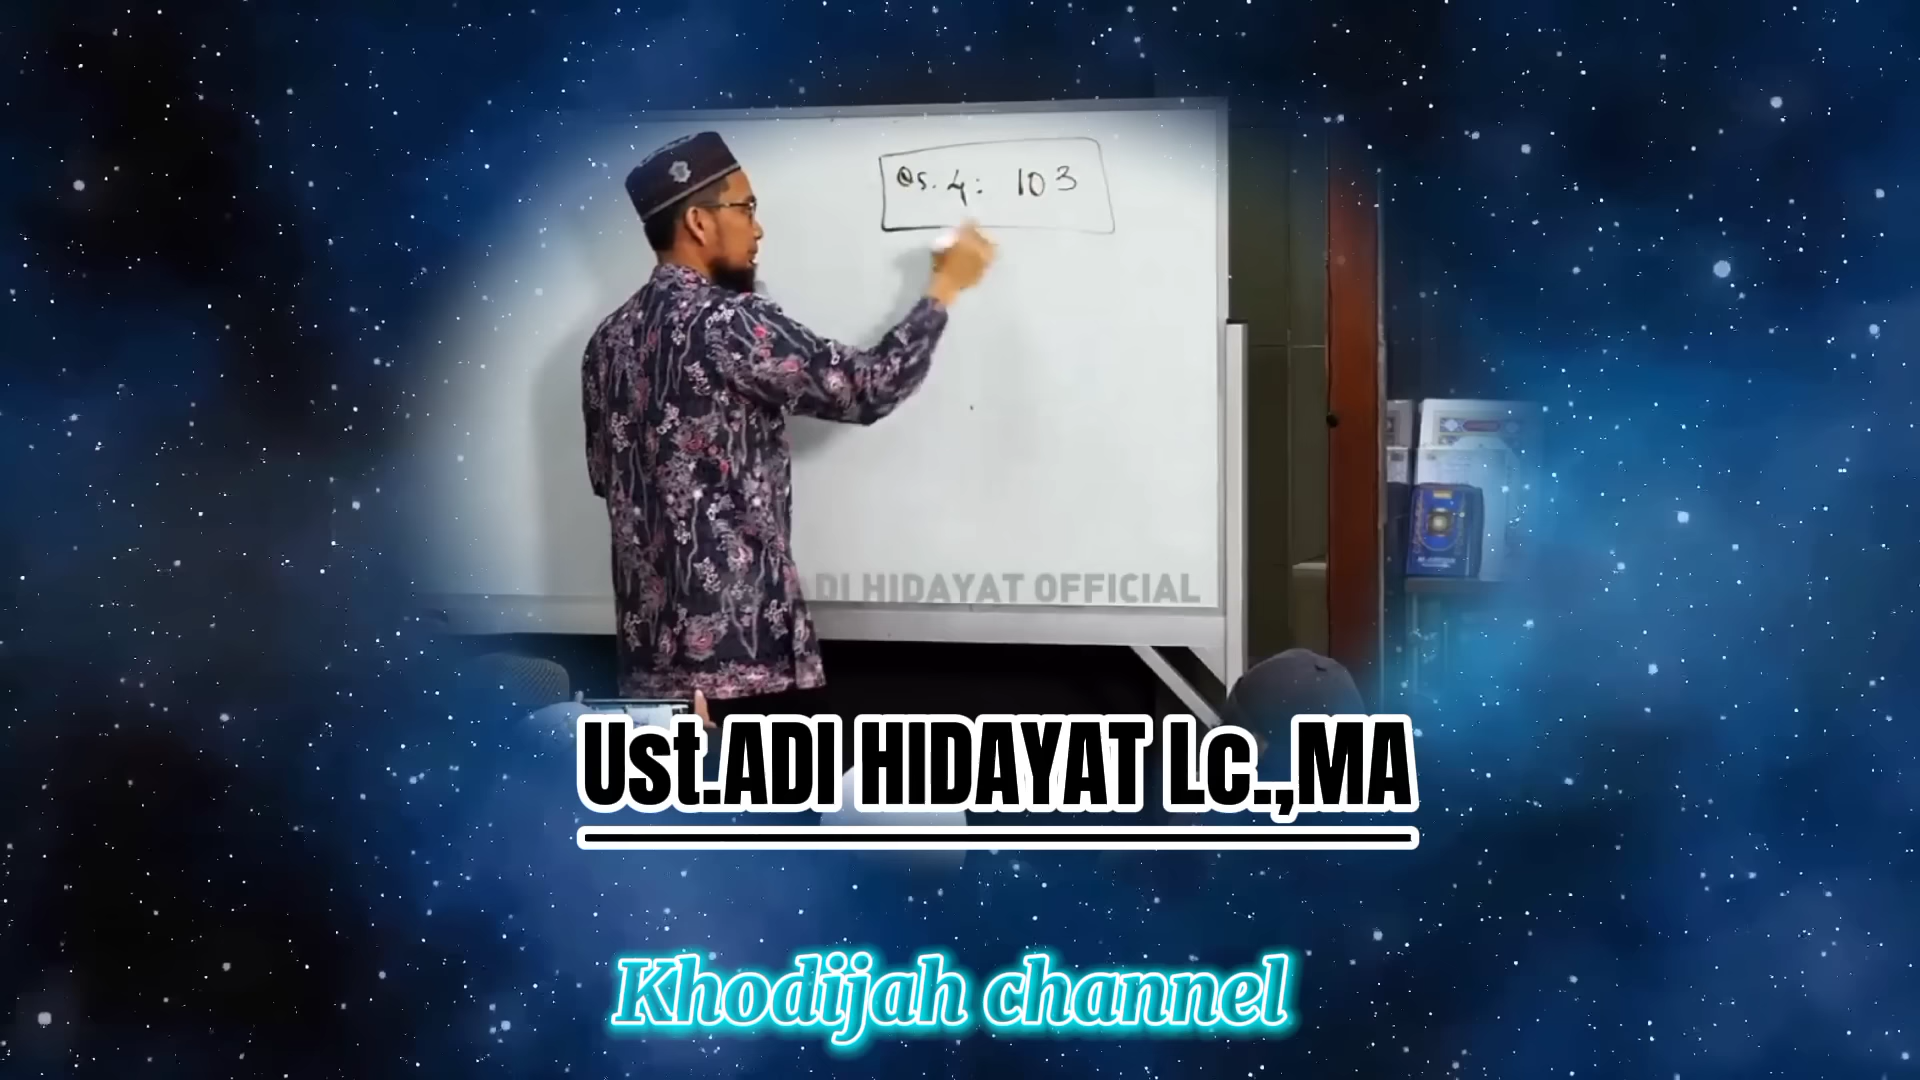 Qs. 4: 103
ADI HIDAYAT OFFICIAL
Ust.ADI HIDAYAT Lc.,MA
Khodijah channel